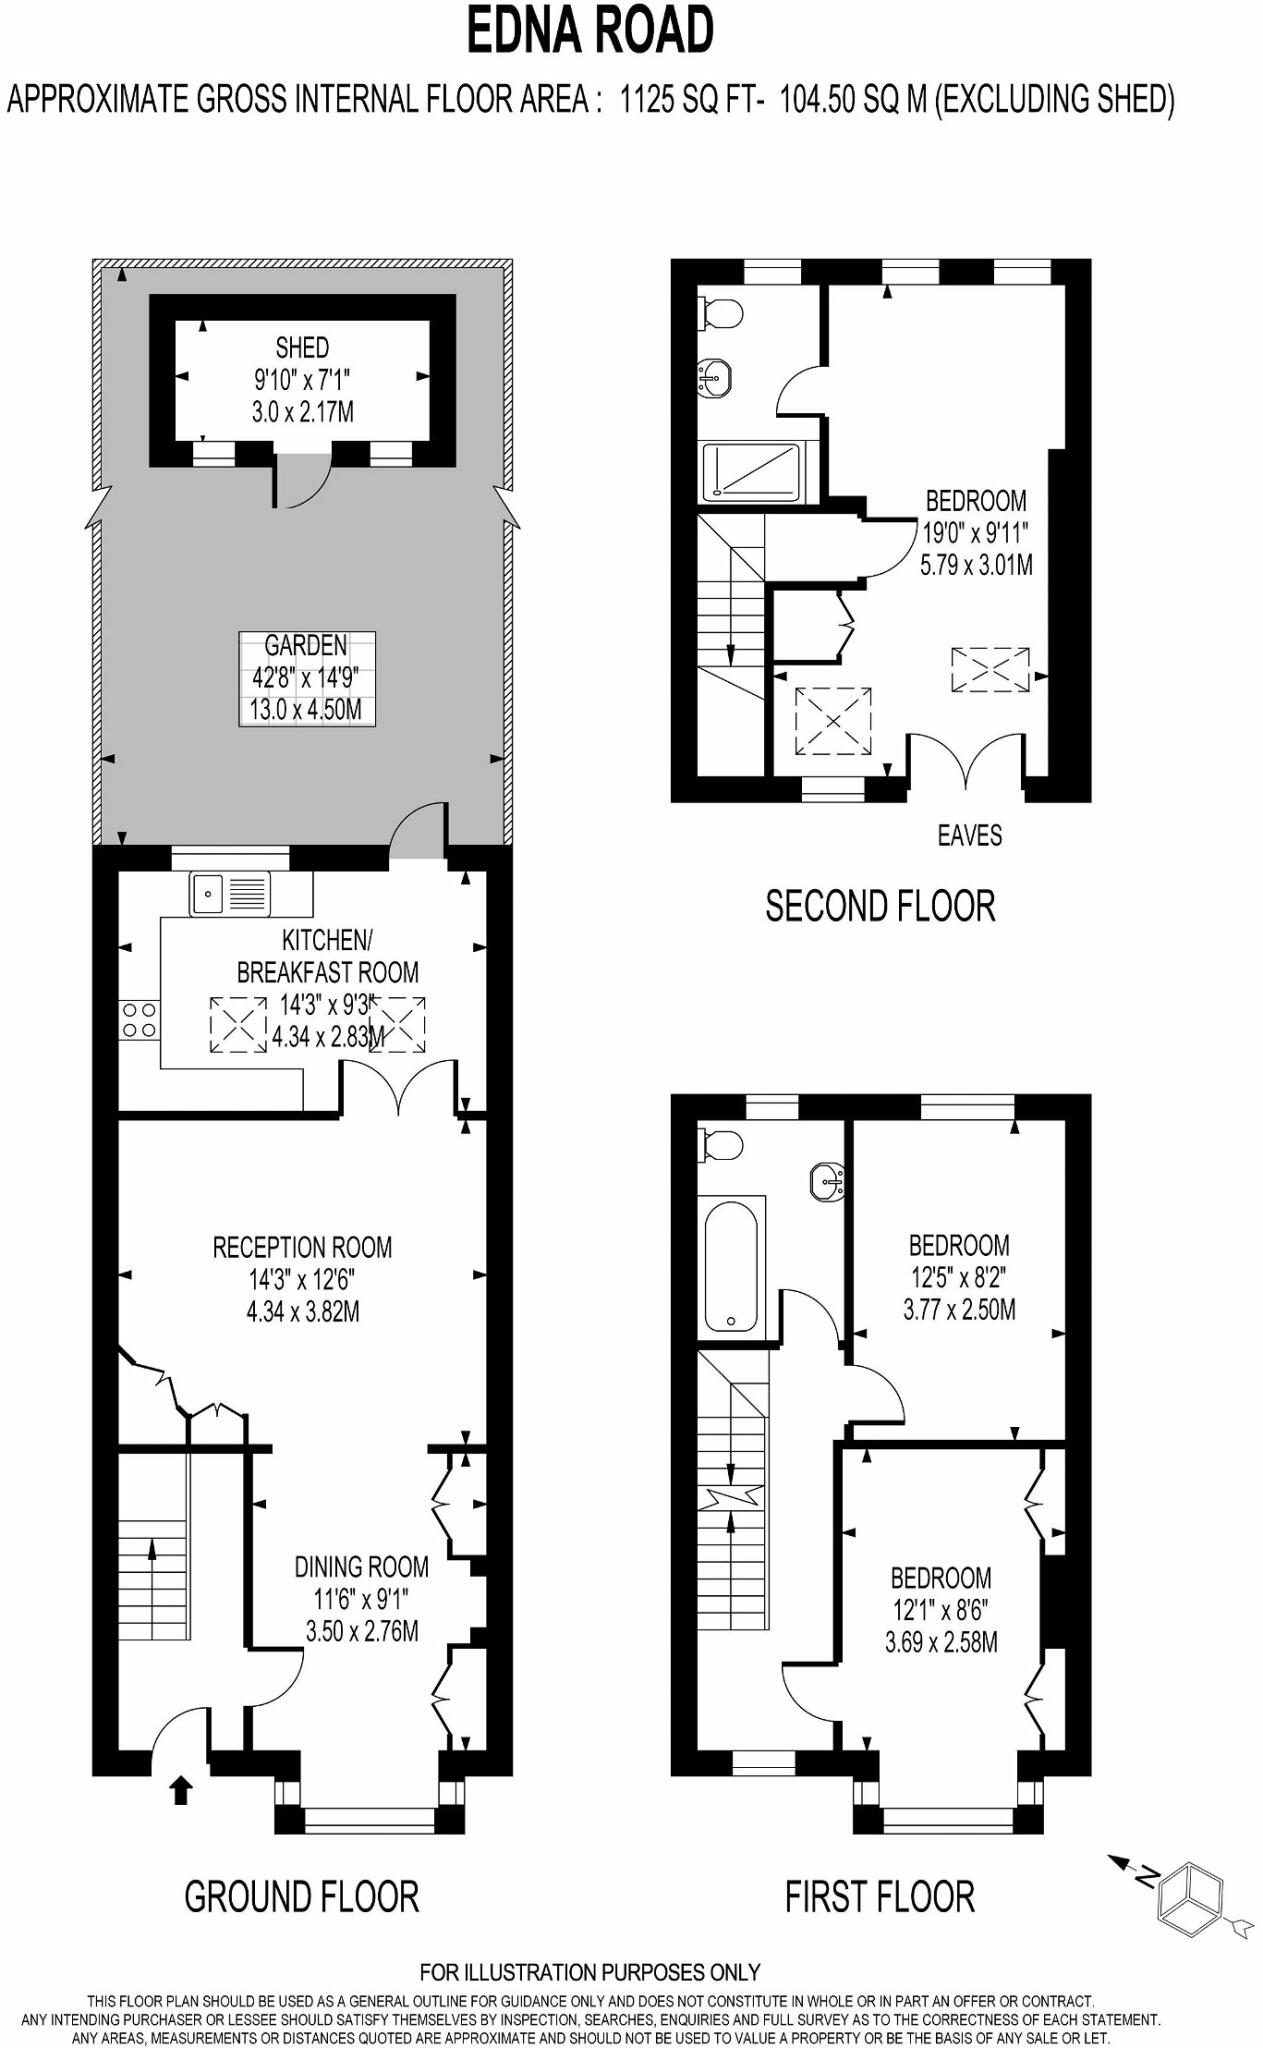 EDNA ROAD
APPROXIMATE GROSS INTERNAL FLOOR AREA : 1125 SQ FT- 104.50 SQ M (EXCLUDING SHED)
SHED
9'10" x 7'1"
3.0 x 2.17M
GARDEN
42'8" x 14'9"
13.0 x 4.50M
KITCHEN/
BREAKFAST ROOM
14'3" x 9'3"
4.34 x 2.83M
RECEPTION ROOM
14'3" x 12'6"
4.34 x 3.82M
DINING ROOM
11'6" x 9'1"
3.50 x 2.76M
GROUND FLOOR
BEDROOM
19'0" x 9'11"
5.79 x 3.01M
EAVES
SECOND FLOOR
BEDROOM
12'5" x 8'2"
3.77 x 2.50M
BEDROOM
12'1" x 8'6"
3.69 x 2.58M
FIRST FLOOR
N
FOR ILLUSTRATION PURPOSES ONLY
THIS FLOOR PLAN SHOULD BE USED AS A GENERAL OUTLINE FOR GUIDANCE ONLY AND DOES NOT CONSTITUTE IN WHOLE OR IN PART AN OFFER OR CONTRACT.
ANY INTENDING PURCHASER OR LESSEE SHOULD SATISFY THEMSELVES BY INSPECTION, SEARCHES, ENQUIRIES AND FULL SURVEY AS TO THE CORRECTNESS OF EACH STATEMENT.
ANY AREAS, MEASUREMENTS OR DISTANCES QUOTED ARE APPROXIMATE AND SHOULD NOT BE USED TO VALUE A PROPERTY OR BE THE BASIS OF ANY SALE OR LET.